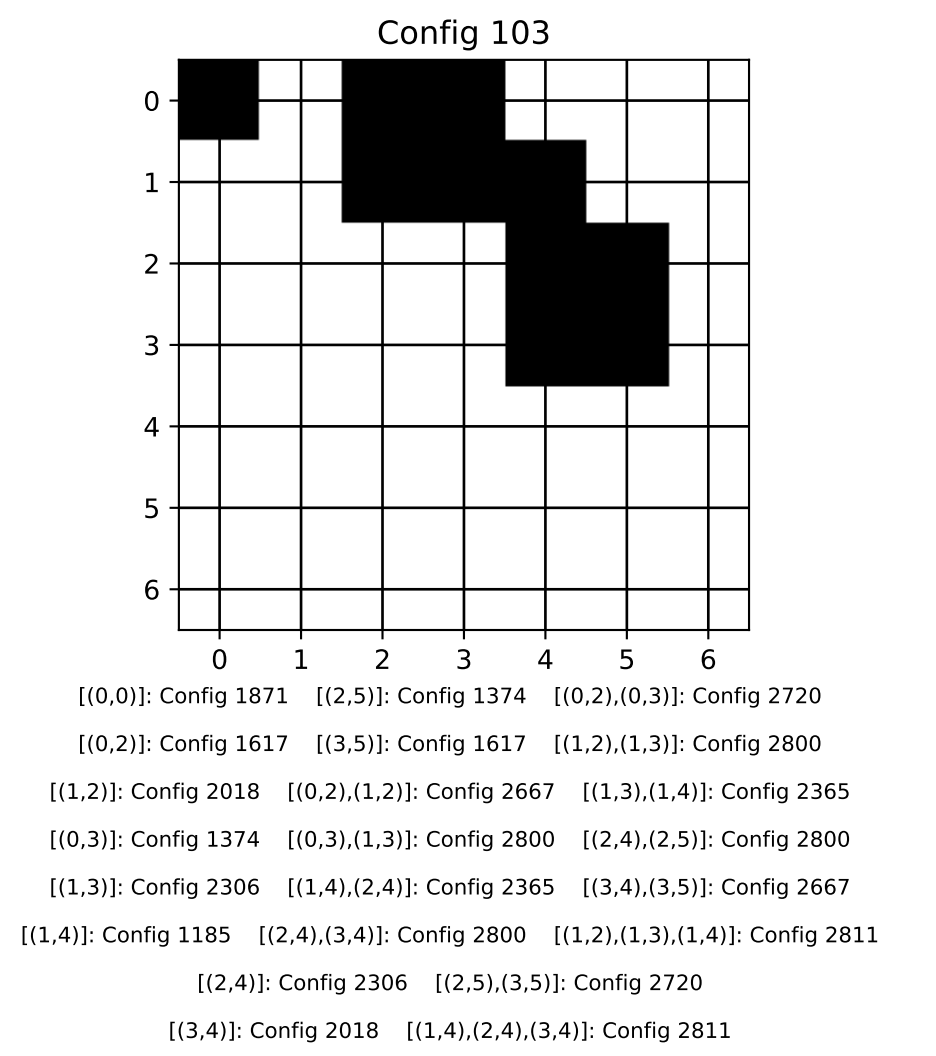 Config 103
0
1
2
3
4
5
6
0 1 2 3 4 5 6
[(0,0)]: Config 1871 [(2,5)]: Config 1374 [(0,2),(0,3)]: Config 2720
[(0,2)]: Config 1617 [(3,5)]: Config 1617 [(1,2),(1,3)]: Config 2800
[(1,2)]: Config 2018 [(0,2),(1,2)]: Config 2667 [(1,3),(1,4)]: Config 2365
[(0,3)]: Config 1374 [(0,3),(1,3)]: Config 2800 [(2,4),(2,5)]: Config 2800
[(1,3)]: Config 2306 [(1,4),(2,4)]: Config 2365 [(3,4),(3,5)]: Config 2667
[(1,4)]: Config 1185 [(2,4),(3,4)]: Config 2800 [(1,2),(1,3),(1,4)]: Config 2811
[(2,4)]: Config 2306 [(2,5),(3,5)]: Config 2720
[(3,4)]: Config 2018 [(1,4),(2,4),(3,4)]: Config 2811